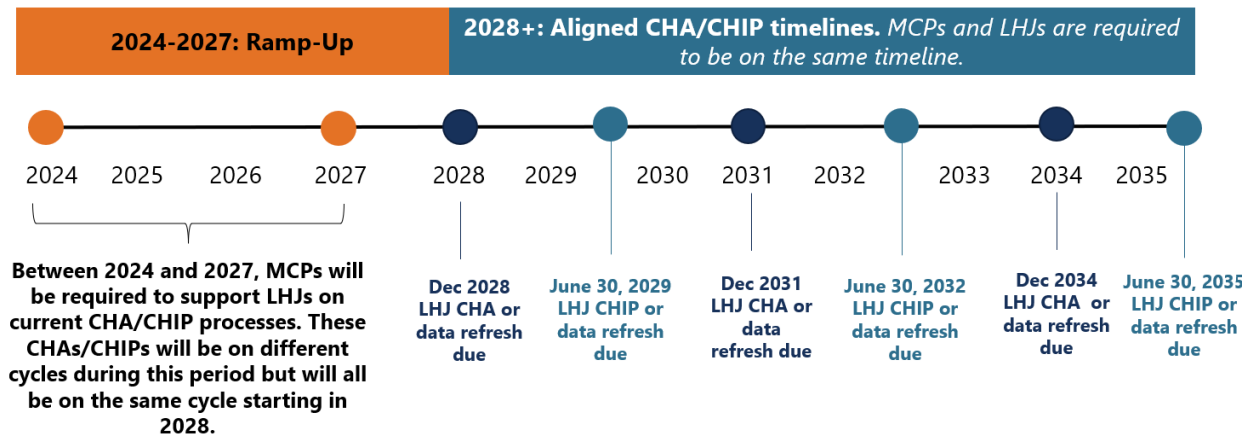 2024-2027: Ramp-Up
2028+: Aligned CHA/CHIP timelines. MCPs and LHJs are required
to be on the same timeline.
2024 2025 2026 2027 2028 2029 2030 2031 2032 2033 2034 2035
Between 2024 and 2027, MCPs will
be required to support LHJs on
current CHA/CHIP processes. These
CHAs/CHIPs will be on different
cycles during this period but will all
be on the same cycle starting in
2028.
Dec 2028
LHJ CHA or
data refresh
due
June 30, 2029
LHJ CHIP or
data refresh
due
Dec 2031
LHJ CHA or
data
refresh due
June 30, 2032
LHJ CHIP or
data refresh
due
Dec 2034
LHJ CHA or
data refresh
due
June 30, 2035
LHJ CHIP or
data refresh
due